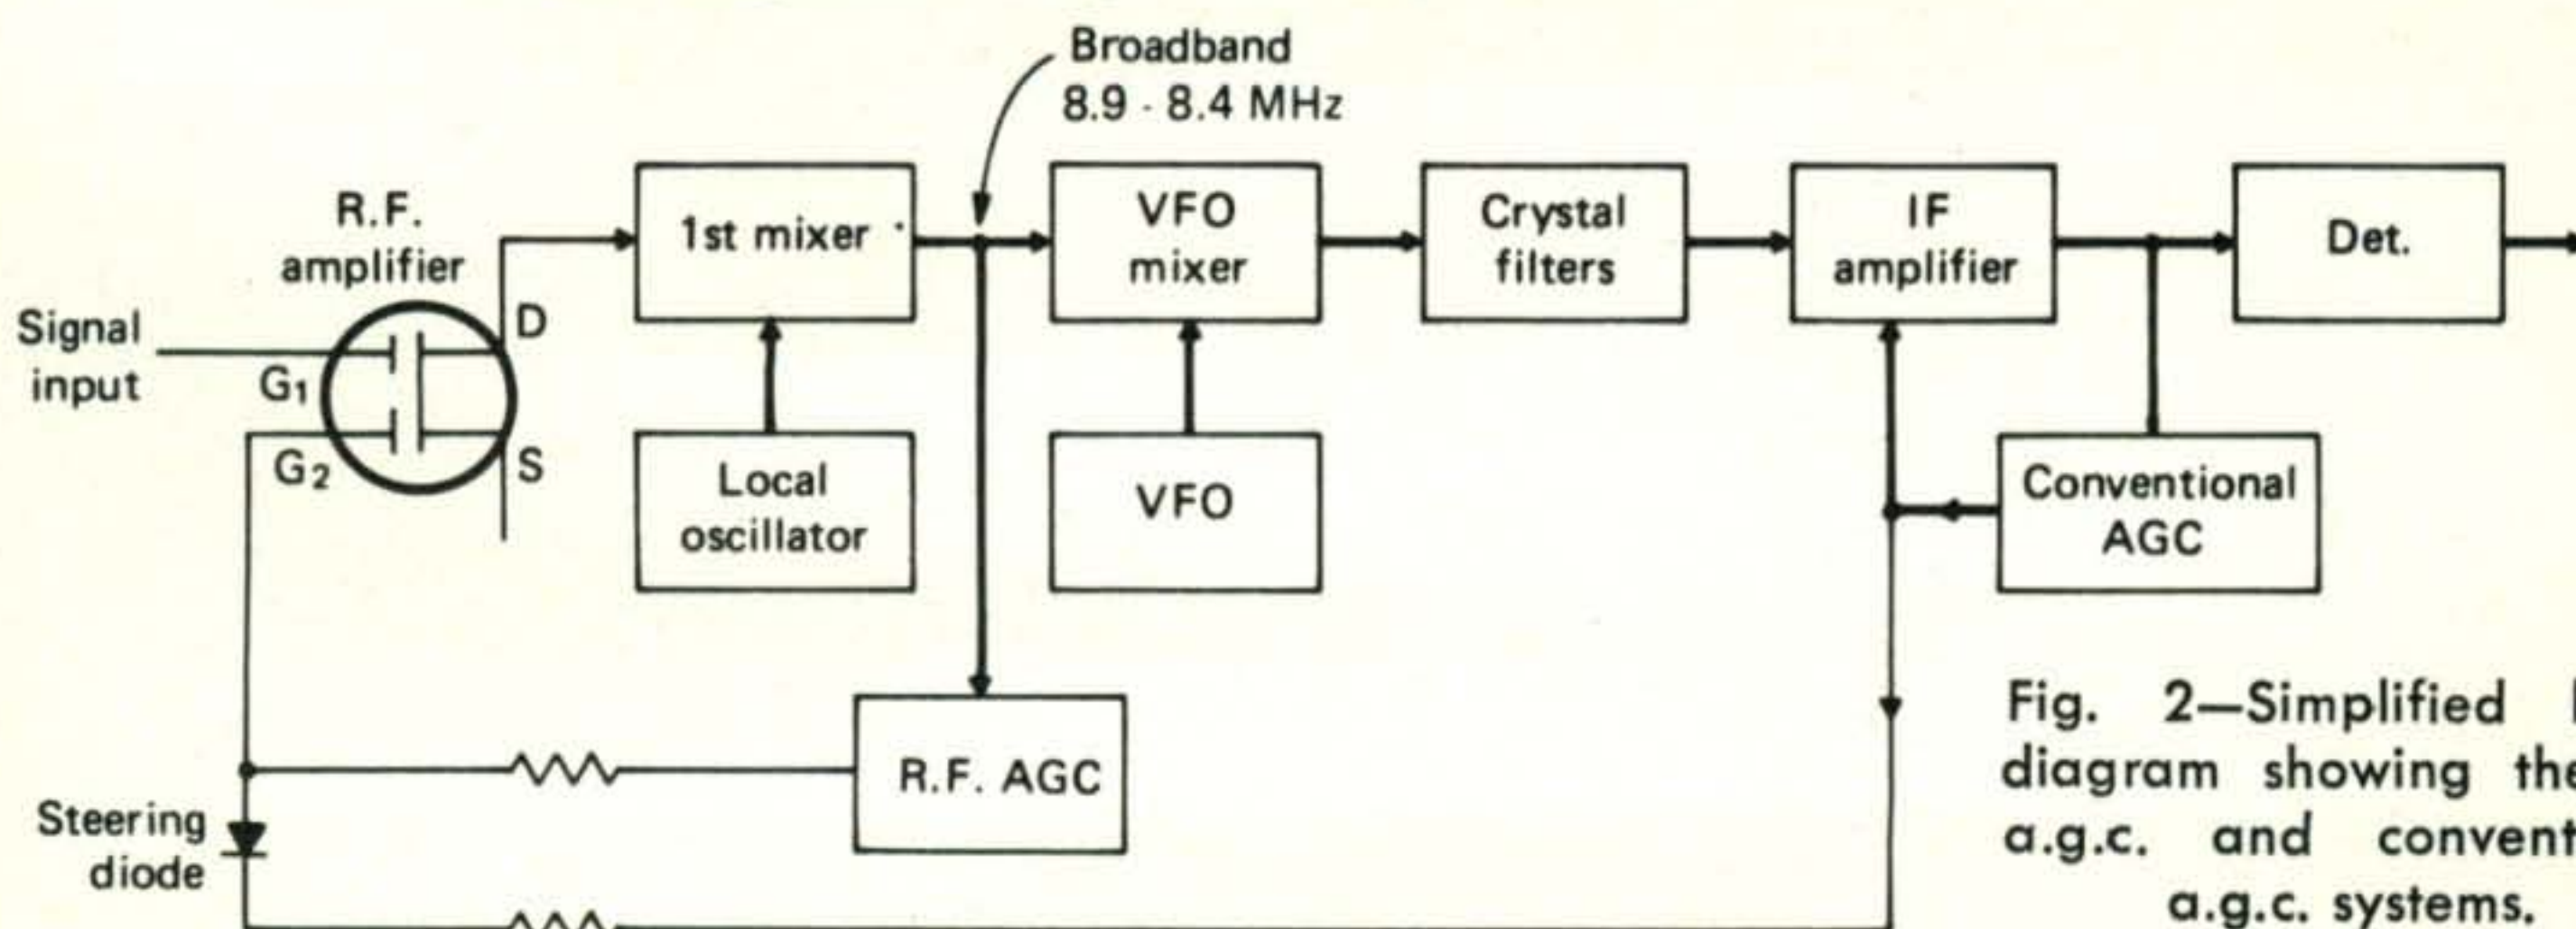 Broadband
8.9 - 8.4 MHz
R.F.
amplifier
1st mixer
VFO
mixer
Crystal
filters
IF
amplifier
Det.
Signal
input
G1
D
G2
S
Local
oscillator
VFO
Conventional
AGC
R.F. AGC
Steering
diode
Fig. 2—Simplified
diagram showing the
a.g.c. and convent
a.g.c. systems.